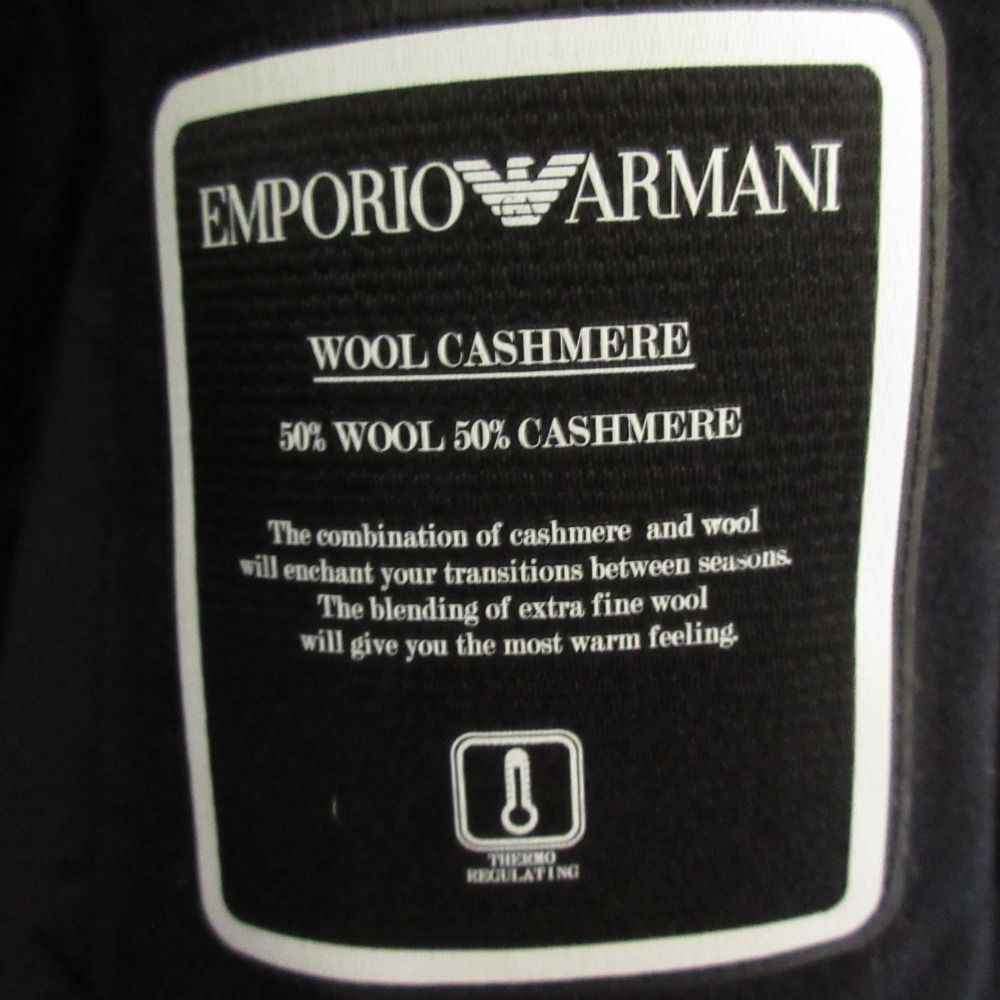 EMPORIO ARMANI
WOOL CASHMERE
50% WOOL 50% CASHMERE
The combination of cashmere and wool
will enchant your transitions between seasons.
The blending of extra fine wool
will give you the most warm feeling.
THERMO
REGULATING